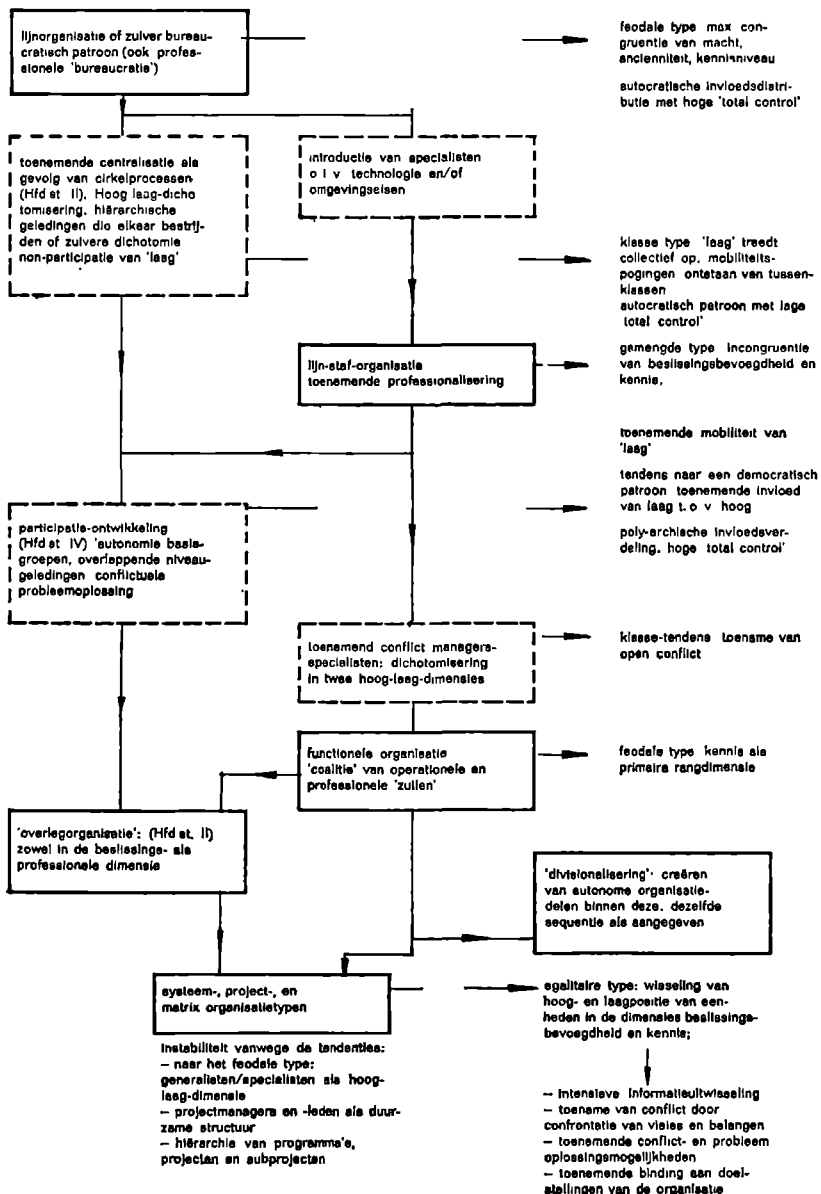 lijnorganisatie of zuiver bureau-
cratisch patroon (ook profes-
sionele 'bureaucratie')
feodale type max con-
gruentie van macht,
ancienniteit, kennisniveau
autocratische invloedsdistri-
butie met hoge 'total control'
toenemende centralisatie als
gevolg van cirkelprocessen
(Hfdst II). Hoog laag-dicho
tomisering, hiërarchische
geledingen die elkaar bestrij-
den of zuivere dichotomie
non-participatie van 'laag'
introductie van specialisten
o i v technologie en/of
omgevingseisen
klasse type 'laag' treedt
collectief op, mobiliteits-
pogingen ontstaan van tussen-
klassen
autocratisch patroon met lage
total control'
lijn-staf-organisatie
toenemende professionalisering
gemengde type incongruentie
van beslissingsbevoegdheid en
kennis,
toenemende mobiliteit van
'laag'
tendens naar een democratisch
patroon toenemende invloed
van laag t.o v hoog
poly-archische invloedsver-
deling, hoge total control'
participatie-ontwikkeling
(Hfdst IV) 'autonomie basis-
groepen, overlappende niveau-
geledingen conflictuele
probleemoplossing
toenemend conflict managers-
specialisten: dichotomisering
in twee hoog-laag-dimensies
klasse-tendens toename van
open conflict
functionele organisatie
'coalitie' van operationele en
professionele 'zuilen'
feodale type kennis als
primaire rangdimensie
'overlegorganisatie': (Hfdst. II)
zowel in de beslissings- als
professionele dimensie
'divisionalisering': creëren
van autonome organisatie-
delen binnen deze, dezelfde
sequentie als aangegeven
systeem-, project-, en
matrix organisatietypen
egalitaire type: wisseling van
hoog- en laagpositie van een-
heden in de dimensies beslissings-
bevoegdheid en kennis;
instabiliteit vanwege de tendenties:
– naar het feodale type:
generalisten/specialisten als hoog-
laag-dimensie
– projectmanagers en -leden als duur-
zame structuur
– hiërarchie van programma's,
projecten en subprojecten
– intensieve informatieuitwisseling
– toename van conflict door
confrontatie van visies en belangen
– toenemende conflict- en probleem
oplossingsmogelijkheden
– toenemende binding aan doel-
stellingen van de organisatie